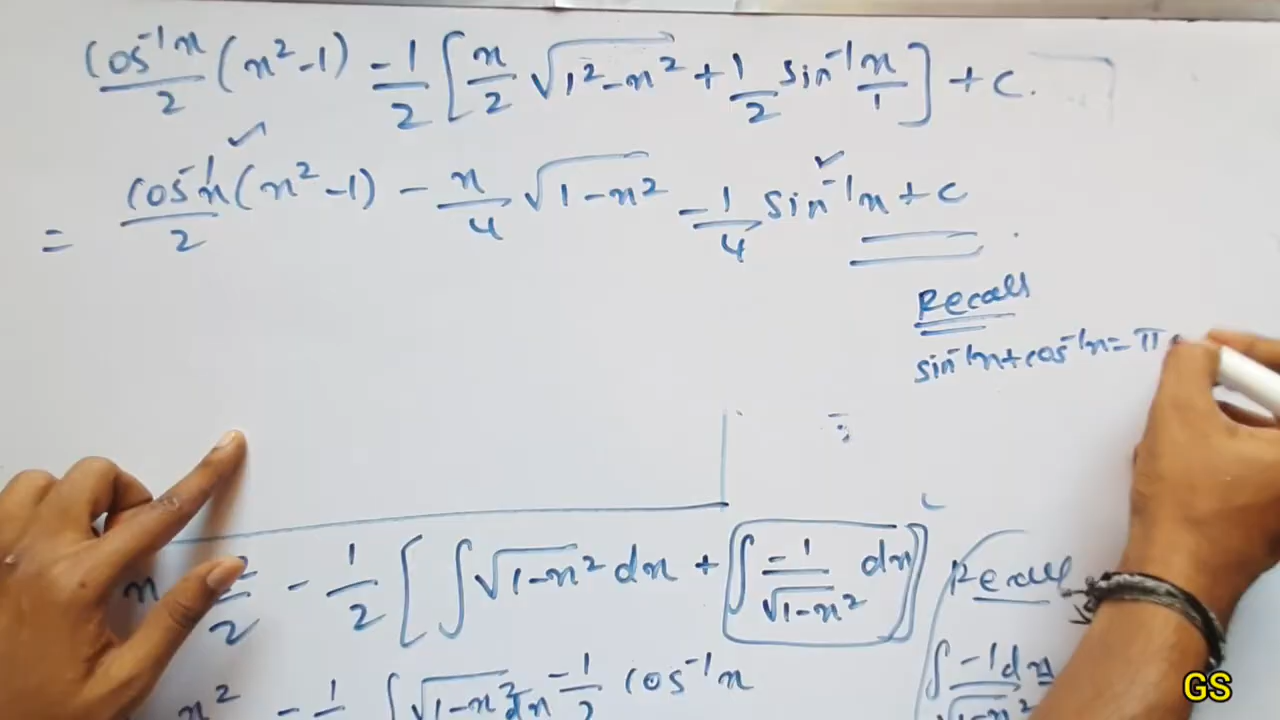 cos⁻¹x/2 (x²-1) -1/2 [x/2 √1²-x² + 1/2 sin⁻¹ x/1] + c.
= cos⁻¹x/2 (x²-1) - x/4 √1-x² -1/4 sin⁻¹x + c
Recall
sin⁻¹x + cos⁻¹x = π
- 1/2 [∫ √1-x² dx + ∫ -1/√1-x² dx]
Recall
x² - 1 ∫ √1-x² dx -1/2 cos⁻¹x
∫ -1dx/√1-x²
GS